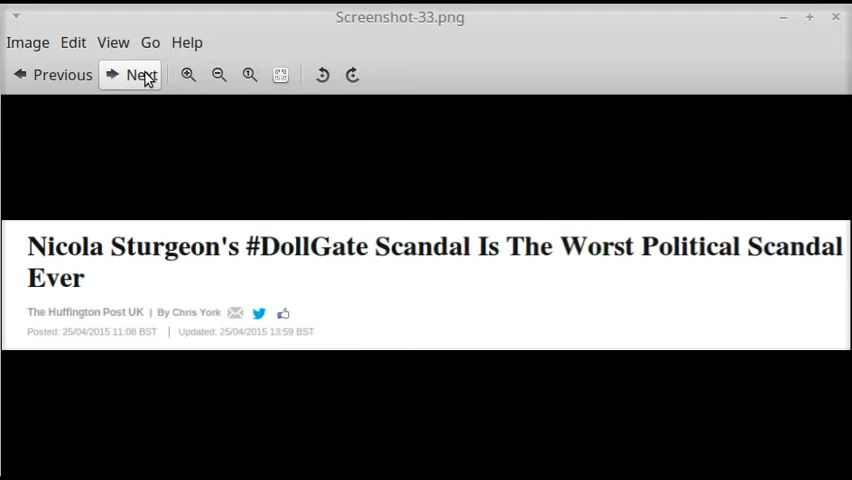 Screenshot-33.png
Image Edit View Go Help
Previous Next
Nicola Sturgeon's #DollGate Scandal Is The Worst Political Scandal
Ever
The Huffington Post UK | By Chris York
Posted: 25/04/2015 11:08 BST | Updated: 25/04/2015 13:59 BST